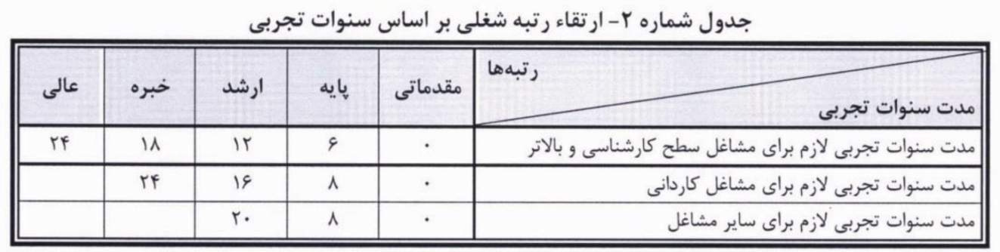 جدول شماره ۲- ارتقاء رتبه شغلی بر اساس سنوات تجربی
رتبه‌ها
مدت سنوات تجربی
مقدماتی پایه ارشد خبره عالی
مدت سنوات تجربی لازم برای مشاغل سطح کارشناسی و بالاتر ۰ ۶ ۱۲ ۱۸ ۲۴
مدت سنوات تجربی لازم برای مشاغل کاردانی ۰ ۸ ۱۶ ۲۴
مدت سنوات تجربی لازم برای سایر مشاغل ۰ ۸ ۲۰